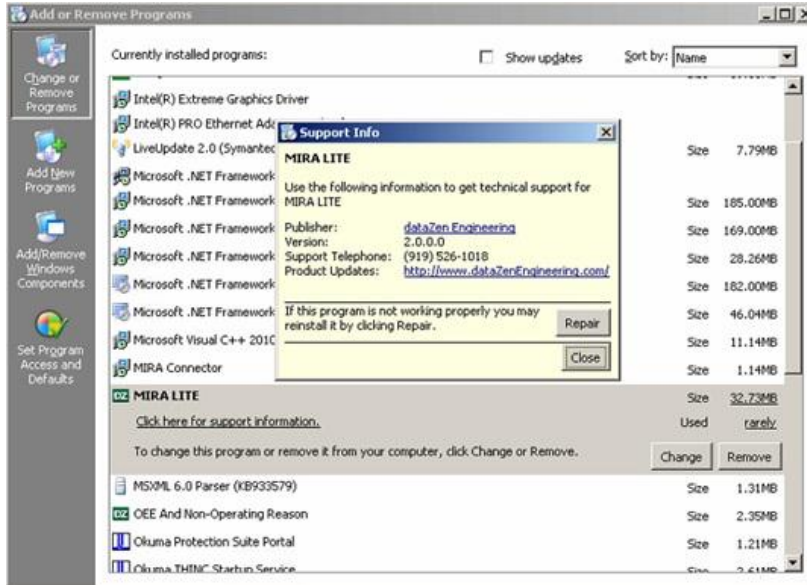 Add or Remove Programs
Change or
Remove
Programs
Add New
Programs
Add/Remove
Windows
Components
Set Program
Access and
Defaults
Currently installed programs:
Show updates
Sort by: Name
Intel(R) Extreme Graphics Driver
Intel(R) PRO Ethernet
LiveUpdate 2.0 (Symantec Size 7.79MB
Microsoft .NET Framework
Microsoft .NET Framework Size 185.00MB
Microsoft .NET Framework Size 169.00MB
Microsoft .NET Framework Size 28.26MB
Microsoft .NET Framework Size 182.00MB
Microsoft .NET Framework Size 46.04MB
Microsoft Visual C++ 2010 Size 11.14MB
MIRA Connector Size 1.14MB
MIRA LITE Size 32.73MB
Click here for support information. Used rarely
To change this program or remove it from your computer, click Change or Remove. Change Remove
MSXML 6.0 Parser (KB933579) Size 1.31MB
OEE And Non-Operating Reason Size 2.35MB
Okuma Protection Suite Portal Size 1.21MB
Okuma THINC Startup Service Size 2.61MB
Support Info
MIRA LITE
Use the following information to get technical support for
MIRA LITE
Publisher: dataZen Engineering
Version: 2.0.0.0
Support Telephone: (919) 526-1018
Product Updates: http://www.dataZenEngineering.com/
If this program is not working properly you may
reinstall it by clicking Repair.
Repair
Close